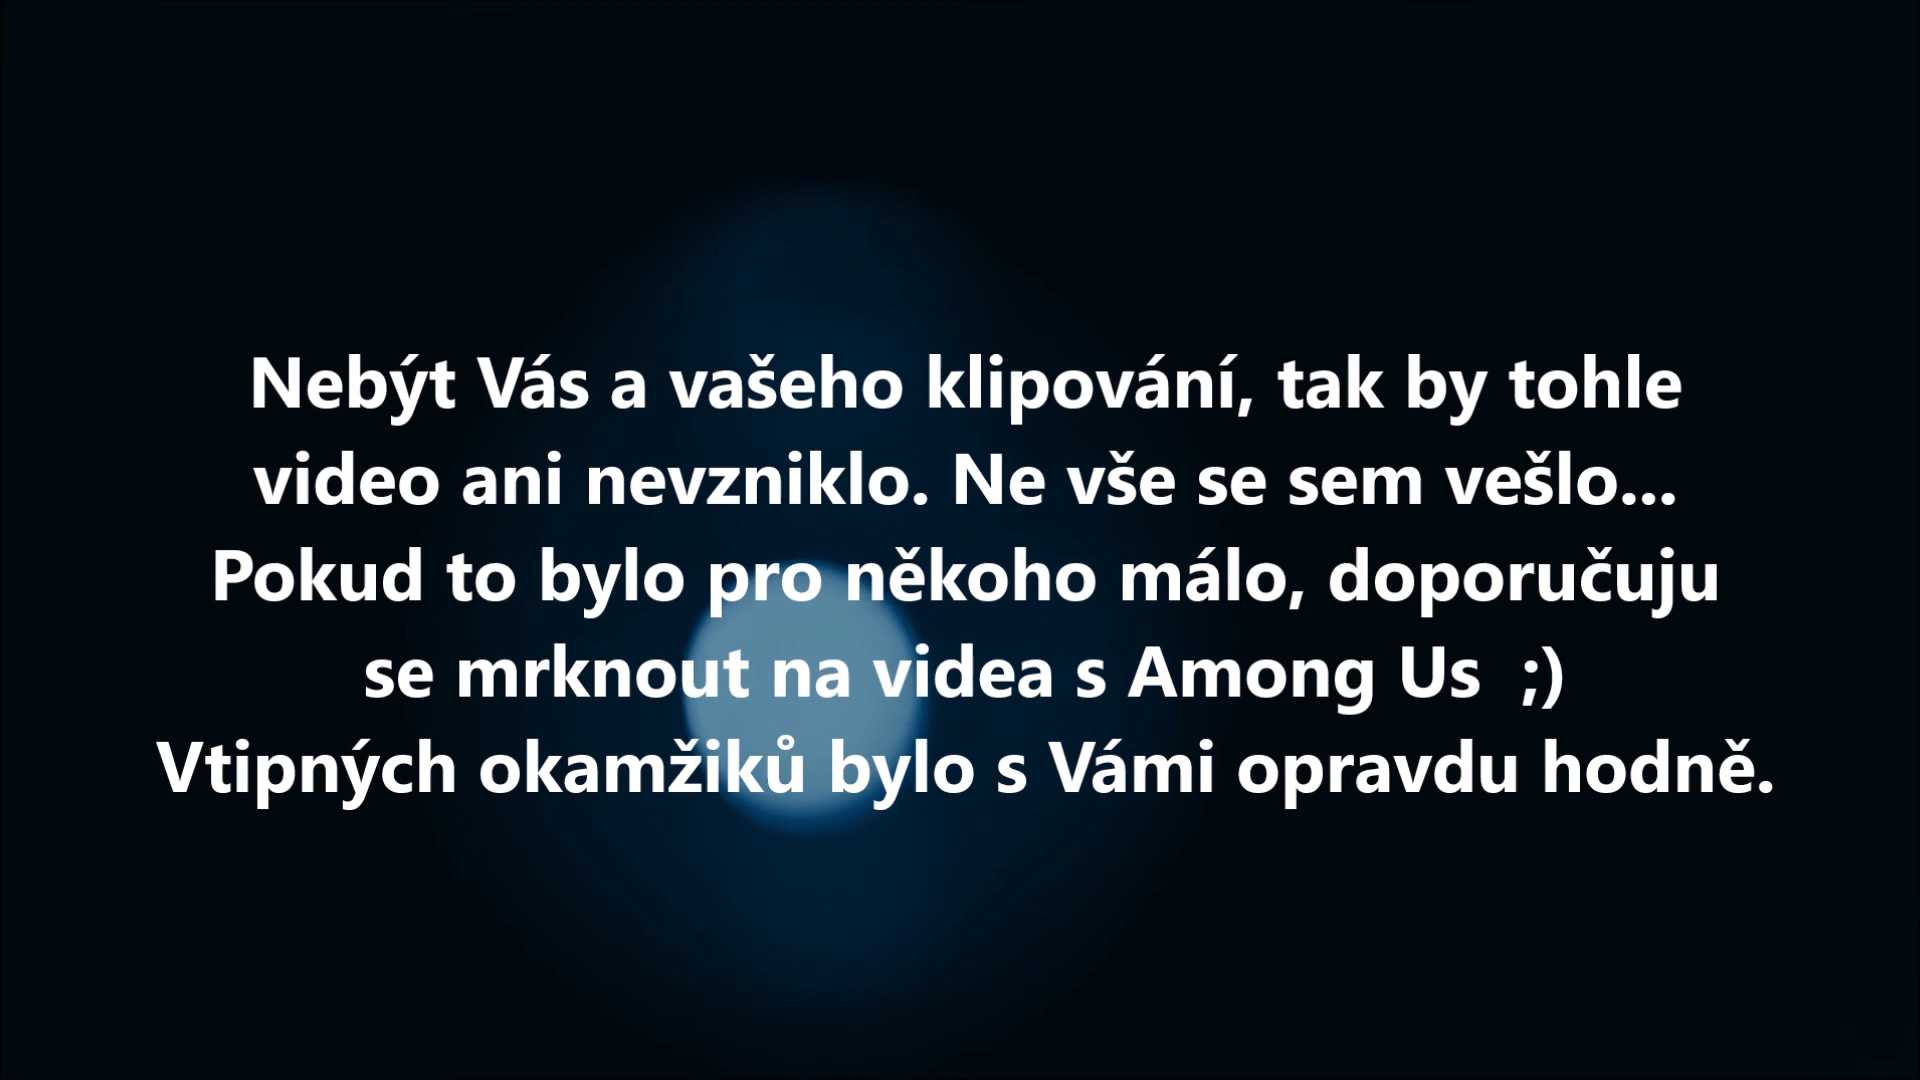 Nebýt Vás a vašeho klipování, tak by tohle
video ani nevzniklo. Ne vše se sem vešlo...
Pokud to bylo pro někoho málo, doporučuju
se mrknout na videa s Among Us  ;)
Vtipných okamžiků bylo s Vámi opravdu hodně.